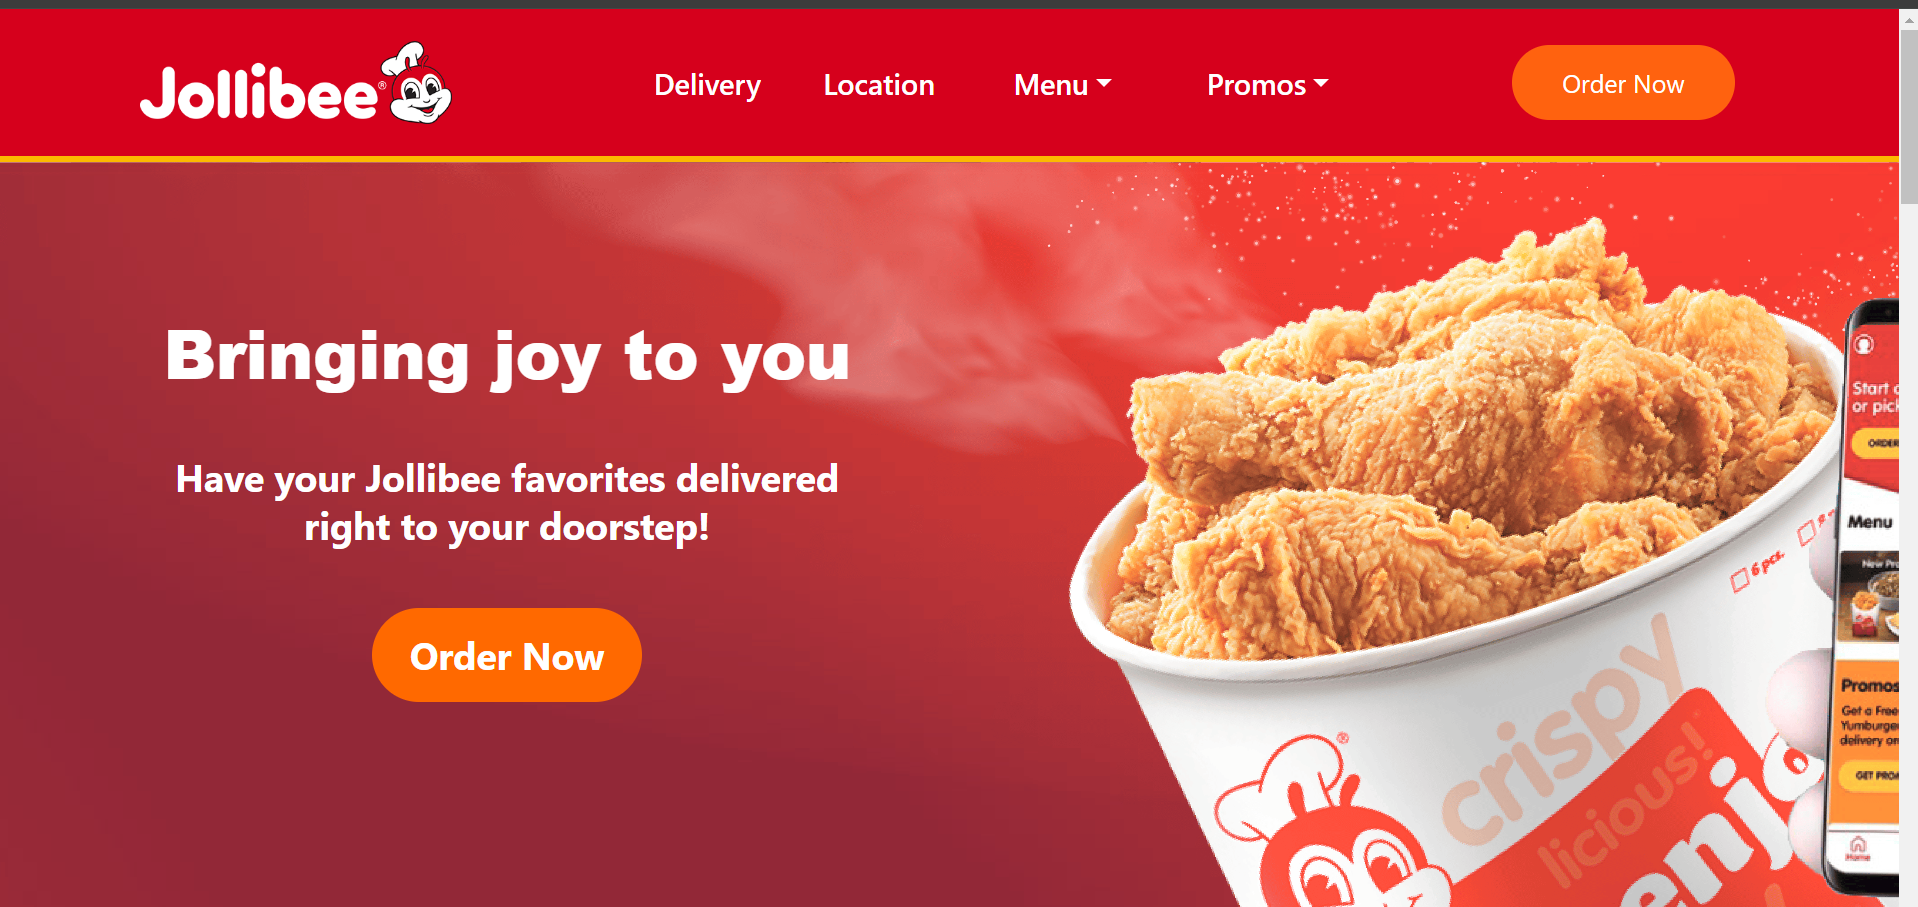 Jollibee®
Delivery
Location
Menu
Promos
Order Now
Bringing joy to you
Have your Jollibee favorites delivered
right to your doorstep!
Order Now
6 pcs.
crispy
licious!
enjo
®
Start
or pick
ORDER
Menu
New Pro
Promos
Get a Free
Yumburger
delivery on
GET PROM
Home